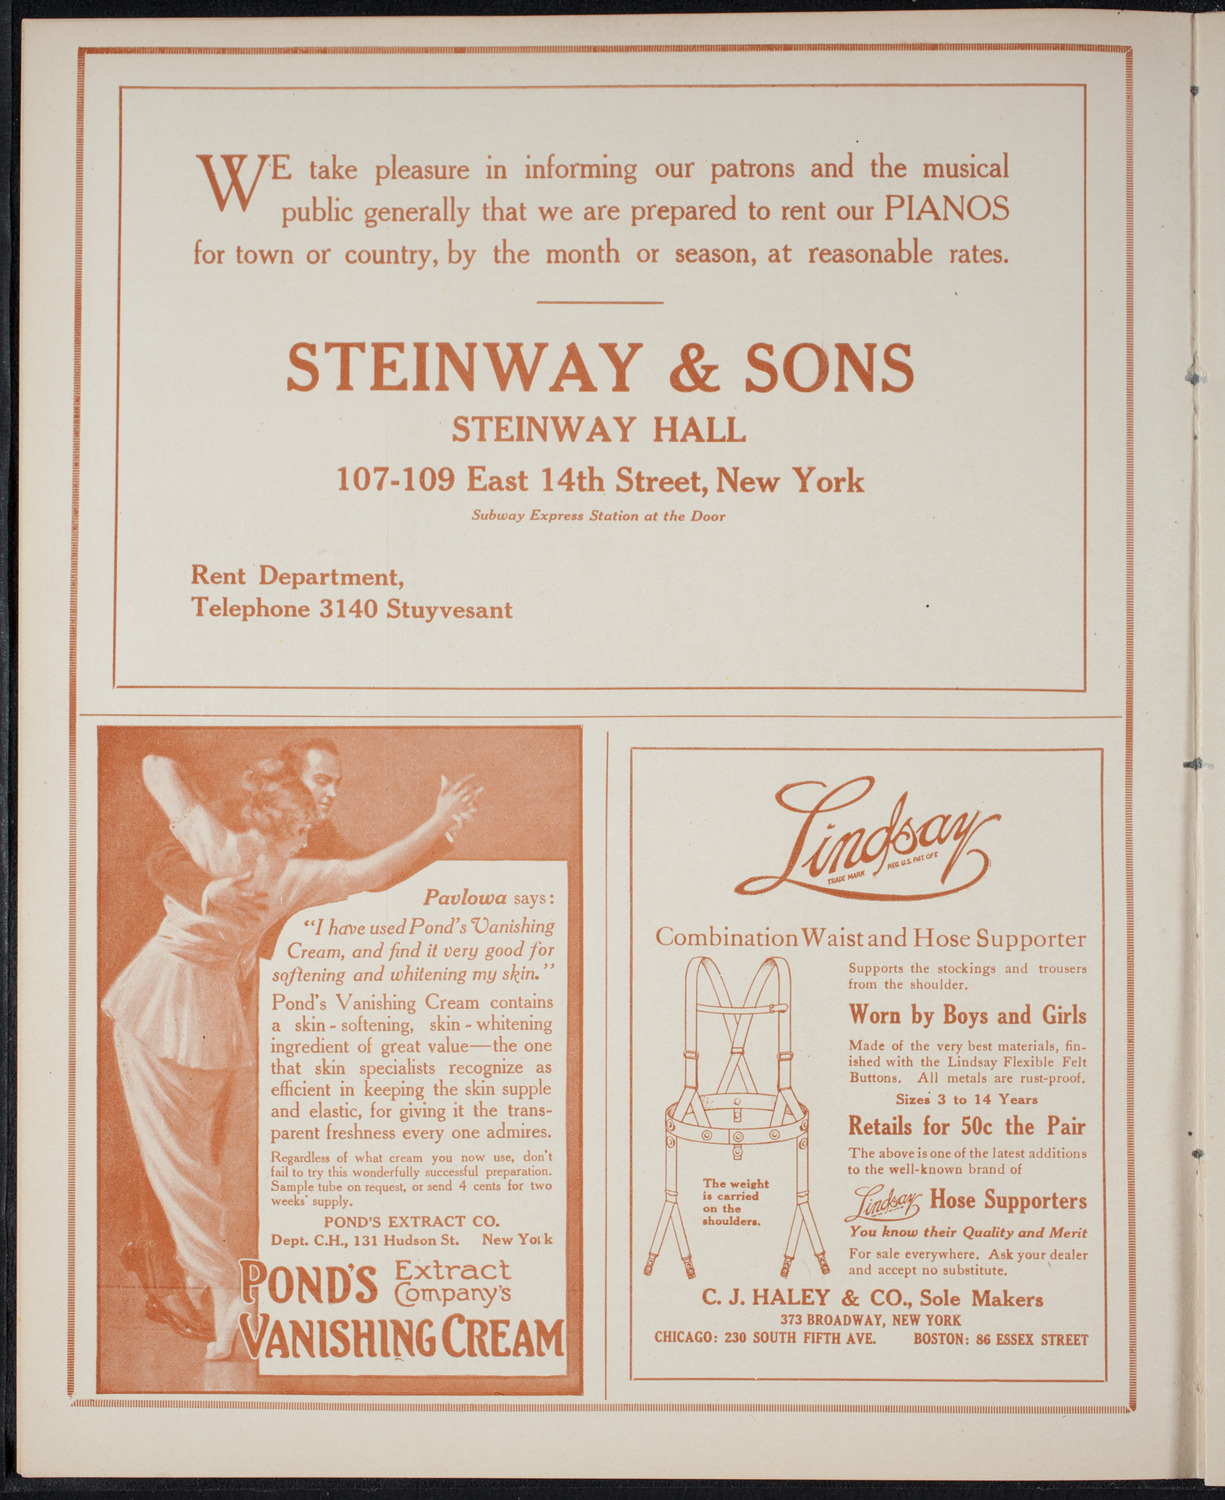 WE take pleasure in informing our patrons and the musical
public generally that we are prepared to rent our PIANOS
for town or country, by the month or season, at reasonable rates.
STEINWAY & SONS
STEINWAY HALL
107-109 East 14th Street, New York
Subway Express Station at the Door
Rent Department,
Telephone 3140 Stuyvesant
Pavlowa says:
"I have used Pond's Vanishing
Cream, and find it very good for
softening and whitening my skin."
Pond's Vanishing Cream contains
a skin-softening, skin-whitening
ingredient of great value—the one
that skin specialists recognize as
efficient in keeping the skin supple
and elastic, for giving it the trans-
parent freshness every one admires.
Regardless of what cream you now use, don't
fail to try this wonderfully successful preparation.
Sample tube on request, or send 4 cents for two
weeks' supply.
POND'S EXTRACT CO.
Dept. C.H., 131 Hudson St. New York
POND'S Extract Company's
VANISHING CREAM
Lindsay
TRADE MARK REG. U.S. PAT. OFF.
Combination Waist and Hose Supporter
Supports the stockings and trousers
from the shoulder.
Worn by Boys and Girls
Made of the very best materials, fin-
ished with the Lindsay Flexible Felt
Buttons. All metals are rust-proof.
Sizes 3 to 14 Years
Retails for 50c the Pair
The above is one of the latest additions
to the well-known brand of
Lindsay Hose Supporters
You know their Quality and Merit
For sale everywhere. Ask your dealer
and accept no substitute.
The weight
is carried
on the
shoulders.
C. J. HALEY & CO., Sole Makers
373 BROADWAY, NEW YORK
CHICAGO: 230 SOUTH FIFTH AVE. BOSTON: 86 ESSEX STREET